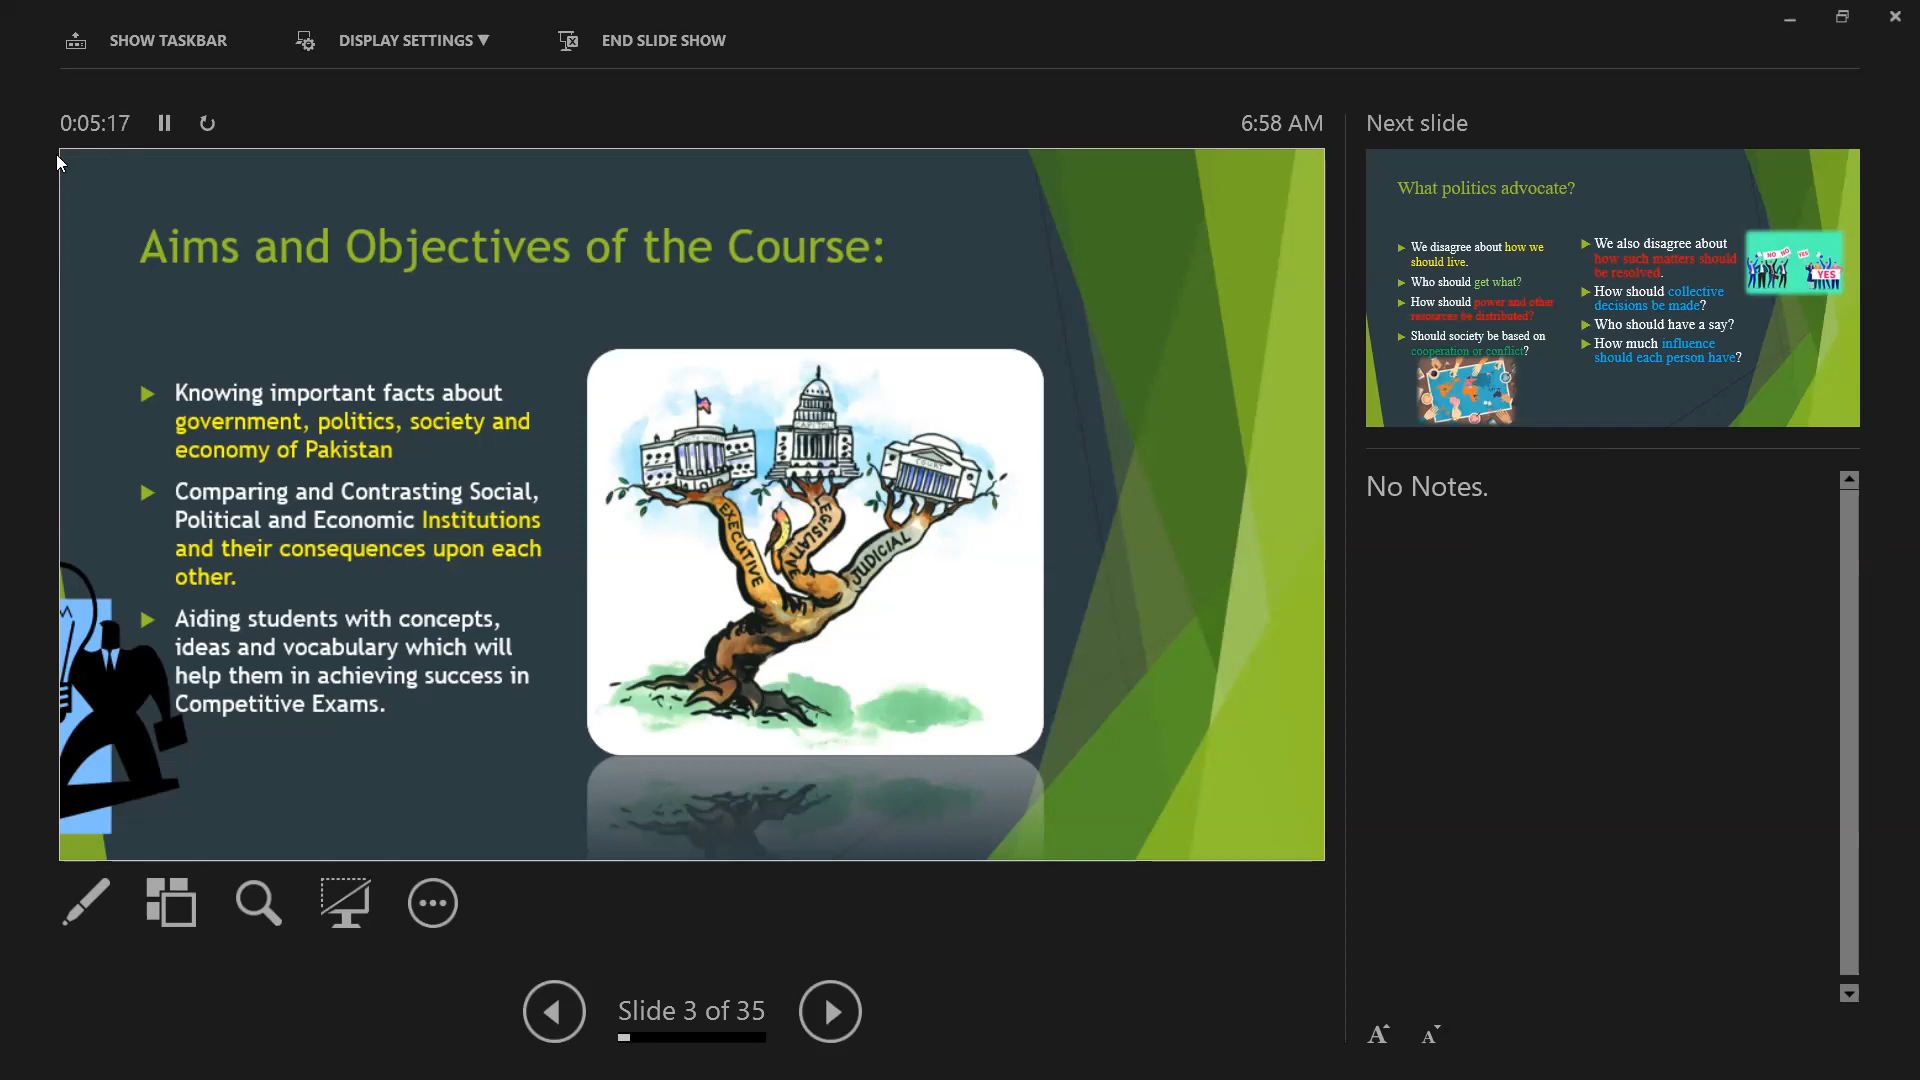 SHOW TASKBAR
DISPLAY SETTINGS ▼
END SLIDE SHOW
0:05:17
6:58 AM
Next slide
Aims and Objectives of the Course:
Knowing important facts about
government, politics, society and
economy of Pakistan
Comparing and Contrasting Social,
Political and Economic Institutions
and their consequences upon each
other.
Aiding students with concepts,
ideas and vocabulary which will
help them in achieving success in
Competitive Exams.
CAPITOL
COURT
EXECUTIVE
LEGISLATIVE
JUDICIAL
What politics advocate?
We disagree about how we
should live.
Who should get what?
How should power and other
resources be distributed?
Should society be based on
cooperation or conflict?
We also disagree about
how such matters should
be resolved.
How should collective
decisions be made?
Who should have a say?
How much influence
should each person have?
NO NO YES
YES
No Notes.
Slide 3 of 35
A A